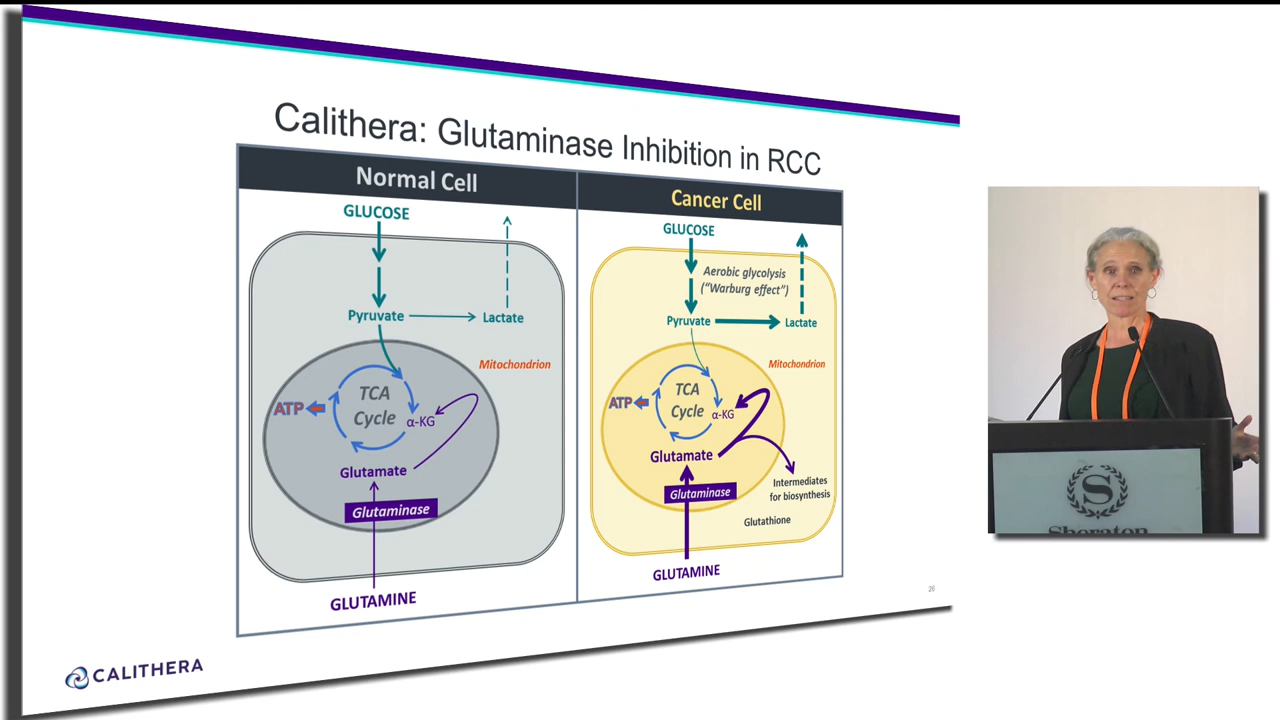 Calithera: Glutaminase Inhibition in RCC
Normal Cell
GLUCOSE
Pyruvate
Lactate
Mitochondrion
TCA
Cycle
ATP
α-KG
Glutamate
Glutaminase
GLUTAMINE
Cancer Cell
GLUCOSE
Aerobic glycolysis
("Warburg effect")
Pyruvate
Lactate
Mitochondrion
TCA
Cycle
ATP
α-KG
Glutamate
Glutaminase
Intermediates
for biosynthesis
Glutathione
GLUTAMINE
26
CALITHERA
S
Sheraton